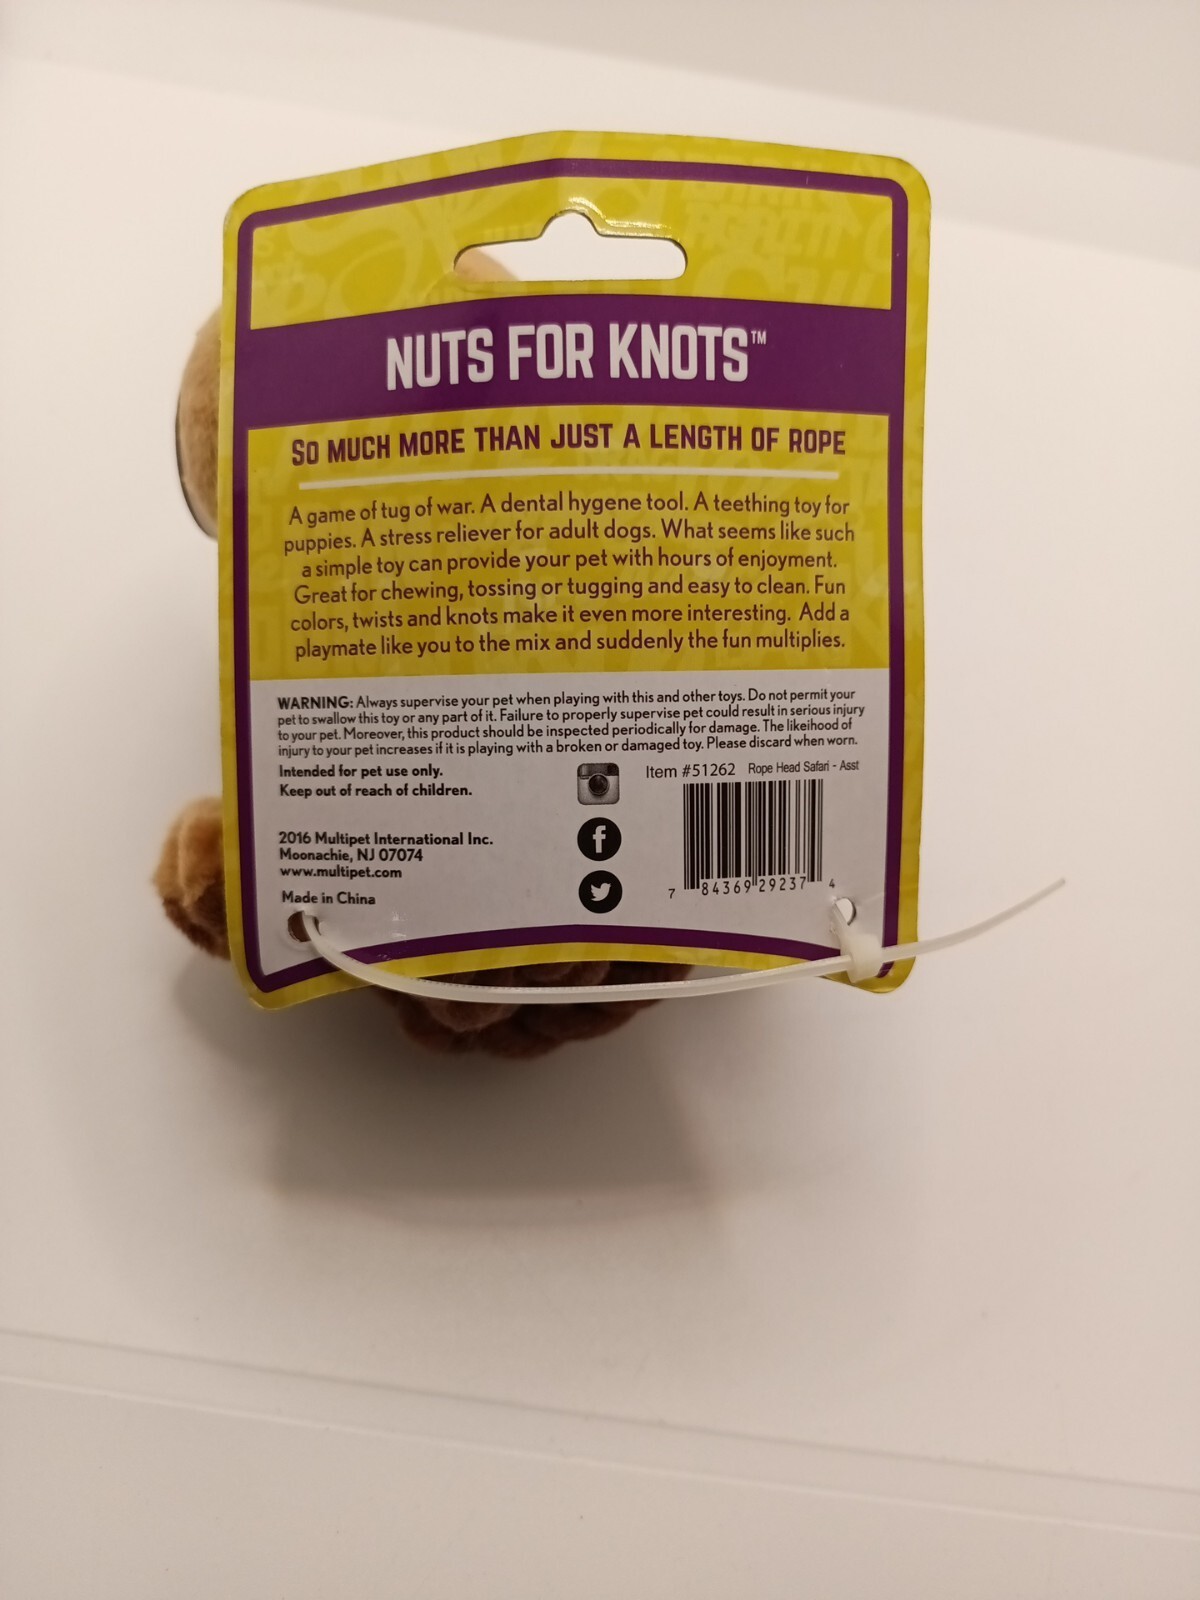 NUTS FOR KNOTS™
SO MUCH MORE THAN JUST A LENGTH OF ROPE
A game of tug of war. A dental hygene tool. A teething toy for
puppies. A stress reliever for adult dogs. What seems like such
a simple toy can provide your pet with hours of enjoyment.
Great for chewing, tossing or tugging and easy to clean. Fun
colors, twists and knots make it even more interesting. Add a
playmate like you to the mix and suddenly the fun multiplies.
WARNING: Always supervise your pet when playing with this and other toys. Do not permit your
pet to swallow this toy or any part of it. Failure to properly supervise pet could result in serious injury
to your pet. Moreover, this product should be inspected periodically for damage. The likeihood of
injury to your pet increases if it is playing with a broken or damaged toy. Please discard when worn.
Intended for pet use only.
Keep out of reach of children.
Item #51262 Rope Head Safari - Asst
2016 Multipet International Inc.
Moonachie, NJ 07074
www.multipet.com
Made in China
7 84369 29237 4